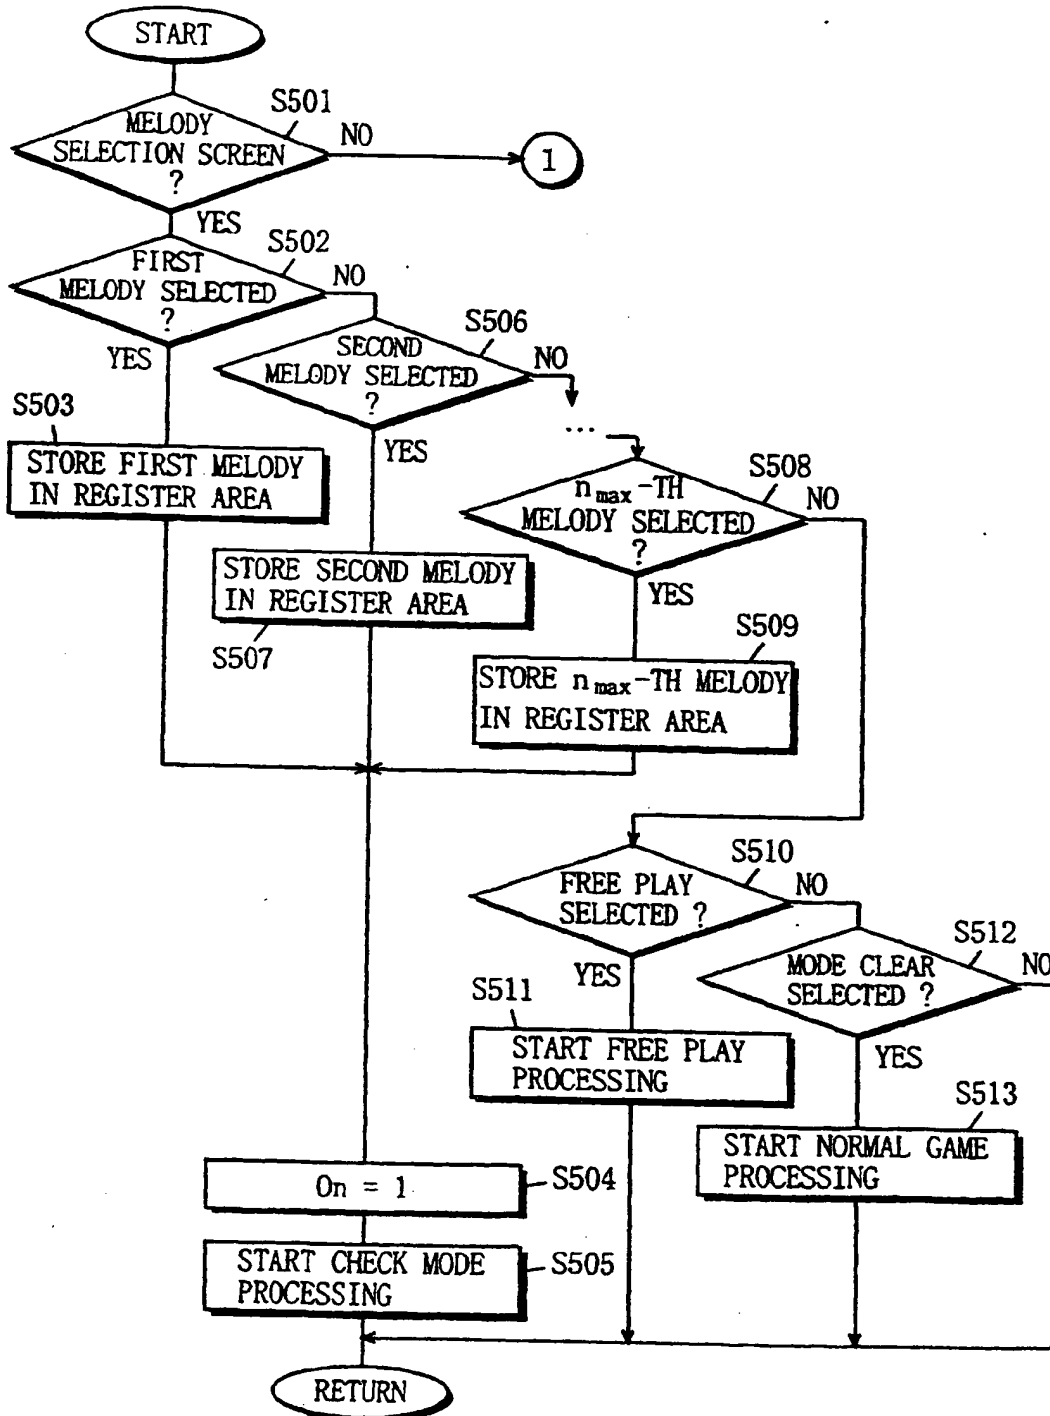 START
S501
MELODY
SELECTION SCREEN
?
NO
1
YES
S502
FIRST
MELODY SELECTED
?
NO
YES
S506
SECOND
MELODY SELECTED
?
NO
YES
...
S503
STORE FIRST MELODY
IN REGISTER AREA
S508
n max -TH
MELODY SELECTED
?
NO
YES
STORE SECOND MELODY
IN REGISTER AREA
S507
S509
STORE n max -TH MELODY
IN REGISTER AREA
S510
FREE PLAY
SELECTED ?
NO
YES
S512
MODE CLEAR
SELECTED ?
NO
YES
S511
START FREE PLAY
PROCESSING
S513
START NORMAL GAME
PROCESSING
On = 1
S504
START CHECK MODE
PROCESSING
S505
RETURN